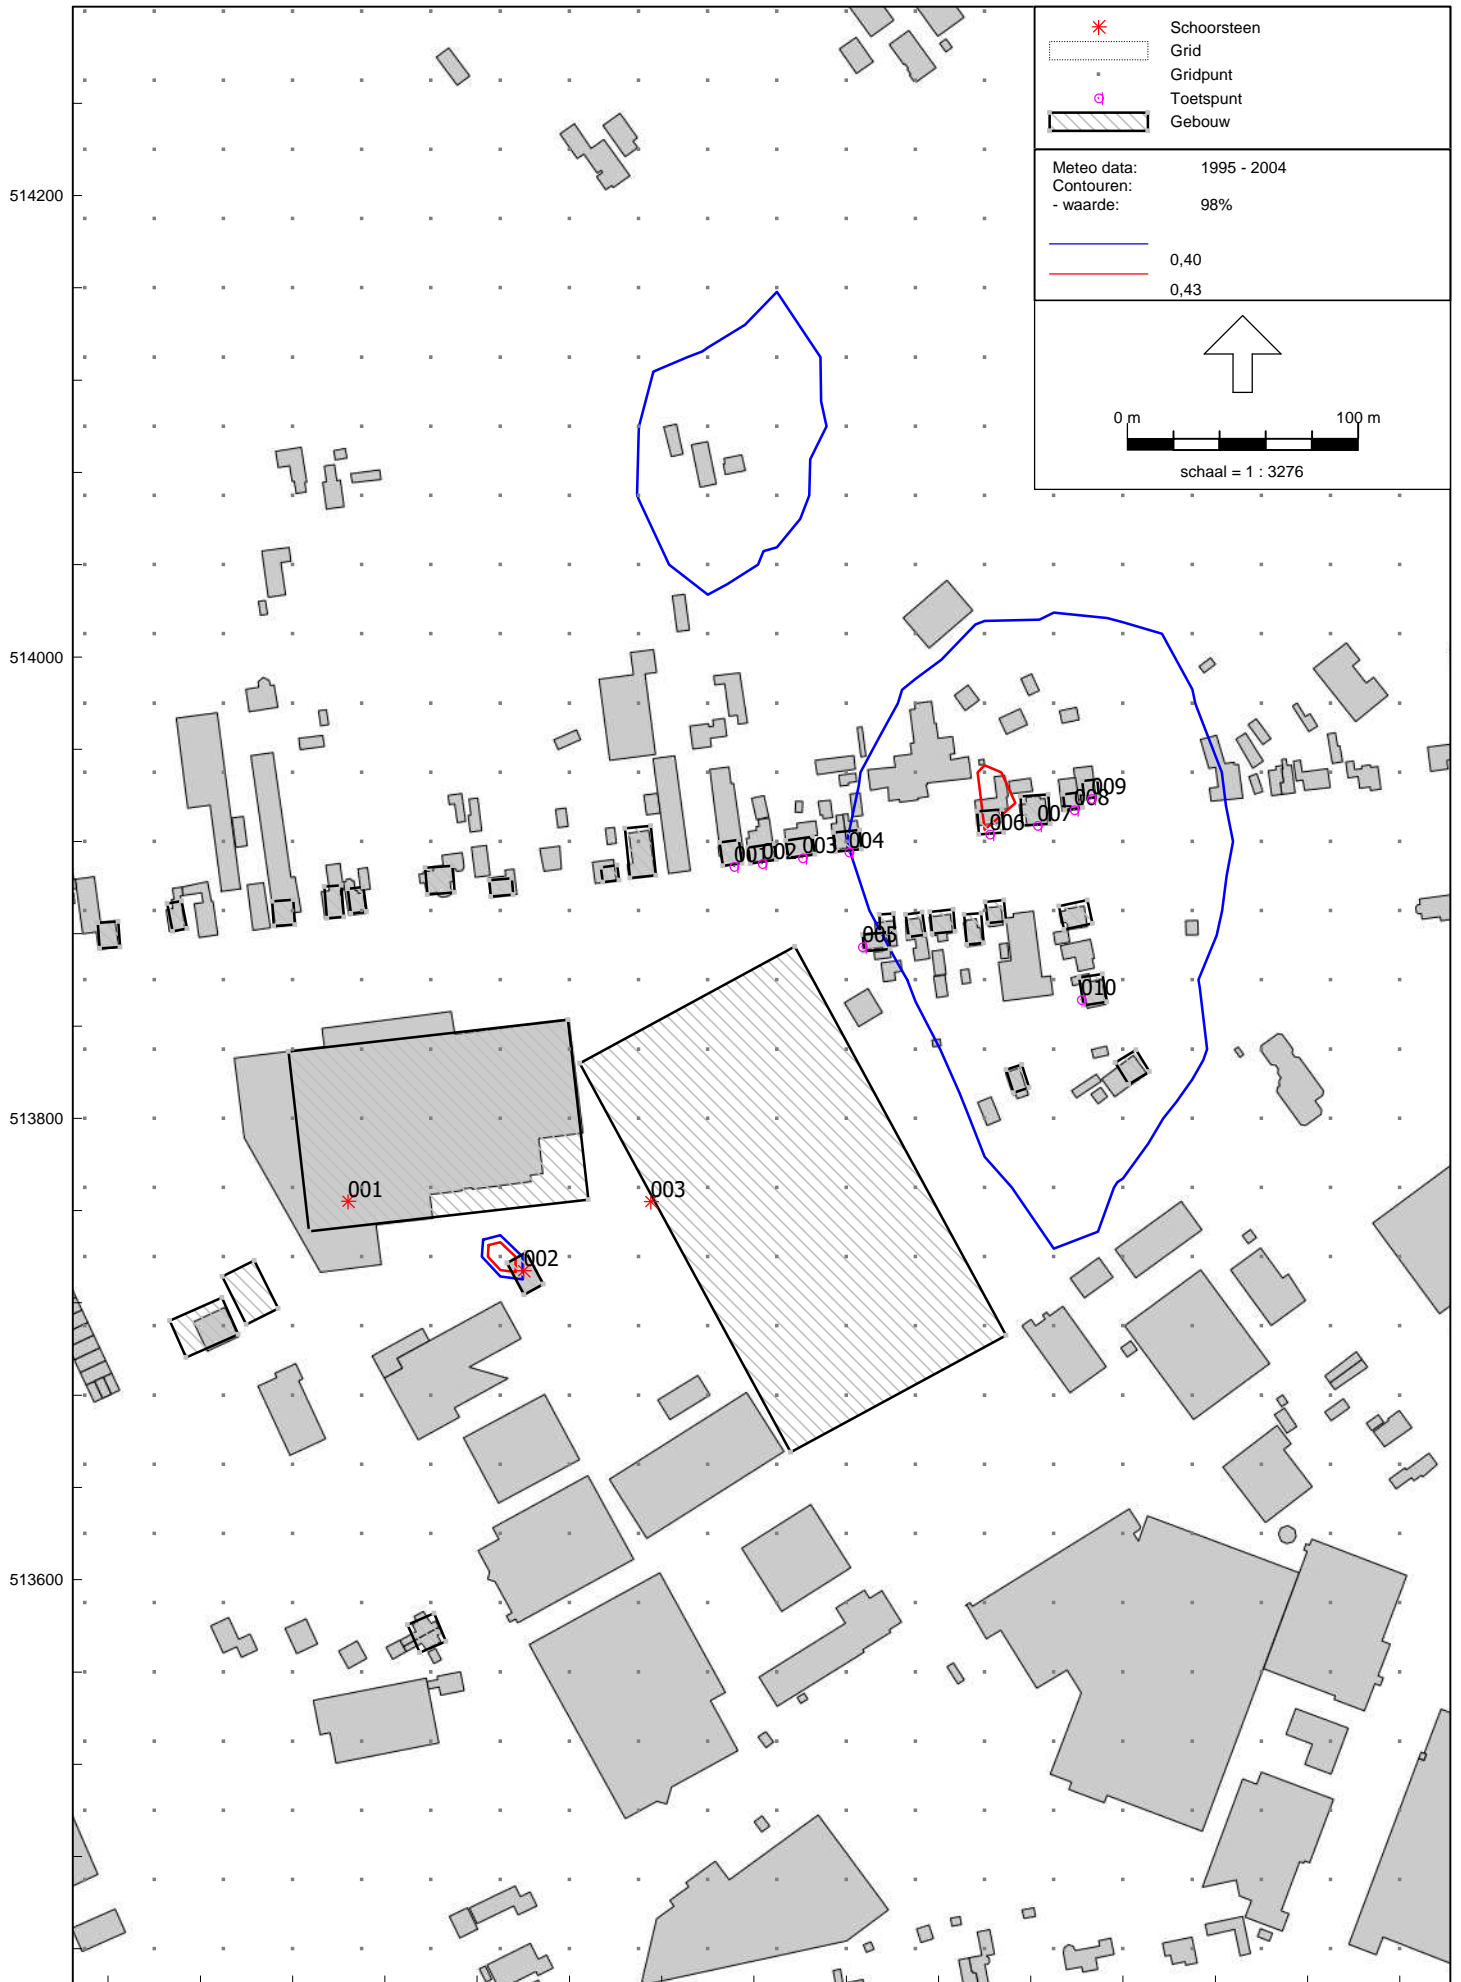 Schoorsteen
Grid
Gridpunt
Toetspunt
Gebouw
Meteo data: 1995 - 2004
Contouren:
- waarde: 98%
0,40
0,43
0 m 100 m
schaal = 1 : 3276
514200
514000
513800
513600
009
008
007
006
004
003
002
001
005
010
001
003
002